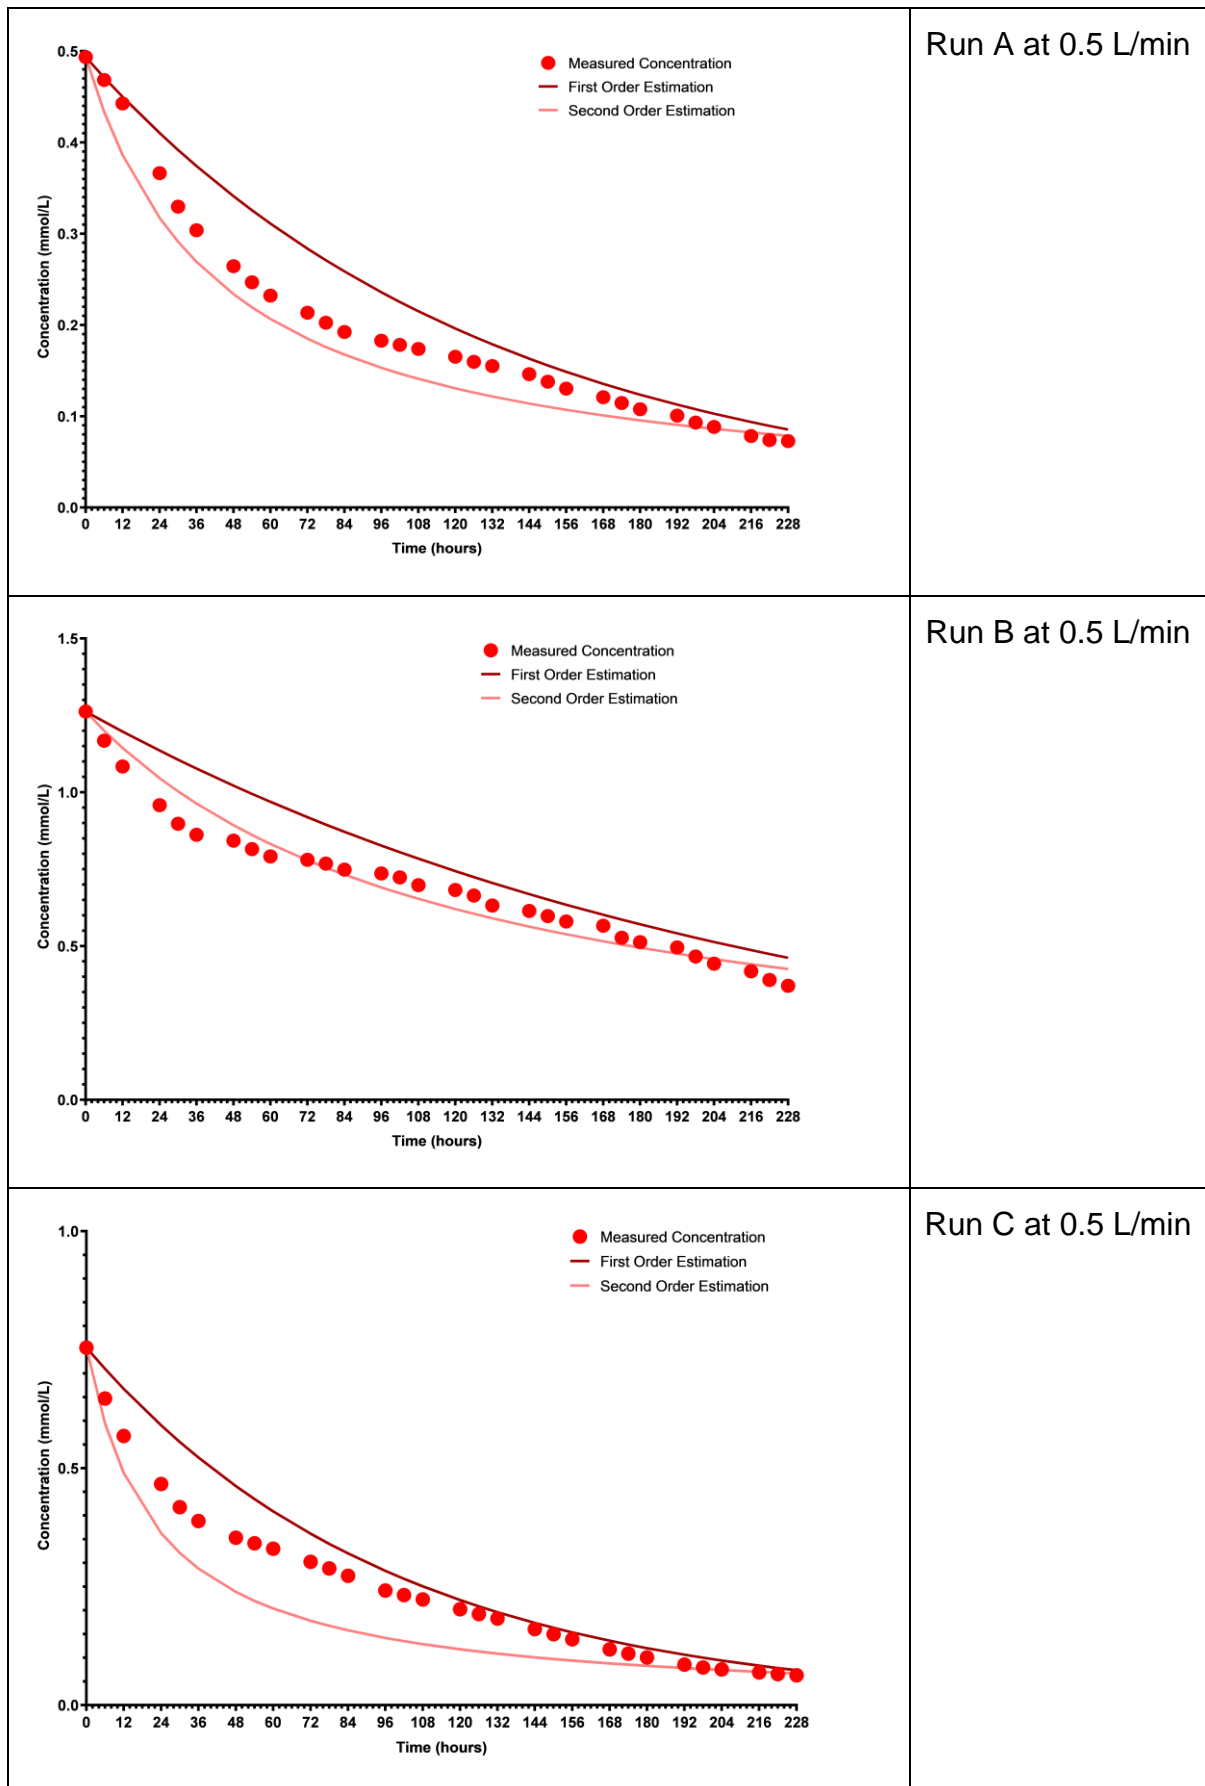 Run A at 0.5 L/min
Measured Concentration
First Order Estimation
Second Order Estimation
Concentration (mmol/L)
0.5
0.4
0.3
0.2
0.1
0.0
0 12 24 36 48 60 72 84 96 108 120 132 144 156 168 180 192 204 216 228
Time (hours)
Run B at 0.5 L/min
Measured Concentration
First Order Estimation
Second Order Estimation
Concentration (mmol/L)
1.5
1.0
0.5
0.0
0 12 24 36 48 60 72 84 96 108 120 132 144 156 168 180 192 204 216 228
Time (hours)
Run C at 0.5 L/min
Measured Concentration
First Order Estimation
Second Order Estimation
Concentration (mmol/L)
1.0
0.5
0.0
0 12 24 36 48 60 72 84 96 108 120 132 144 156 168 180 192 204 216 228
Time (hours)